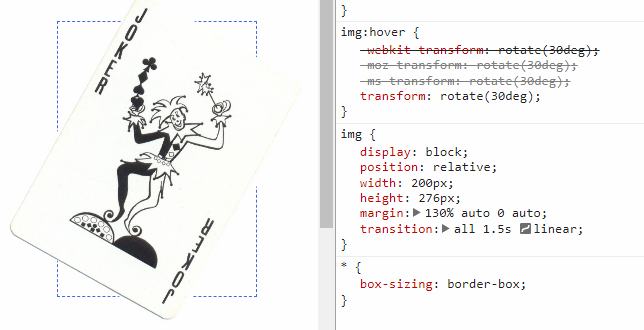 JOKER
JOKER
}
img:hover {
-webkit-transform: rotate(30deg);
-moz-transform: rotate(30deg);
-ms-transform: rotate(30deg);
transform: rotate(30deg);
}
img {
display: block;
position: relative;
width: 200px;
height: 276px;
margin:▶130% auto 0 auto;
transition:▶all 1.5s linear;
}
* {
box-sizing: border-box;
}